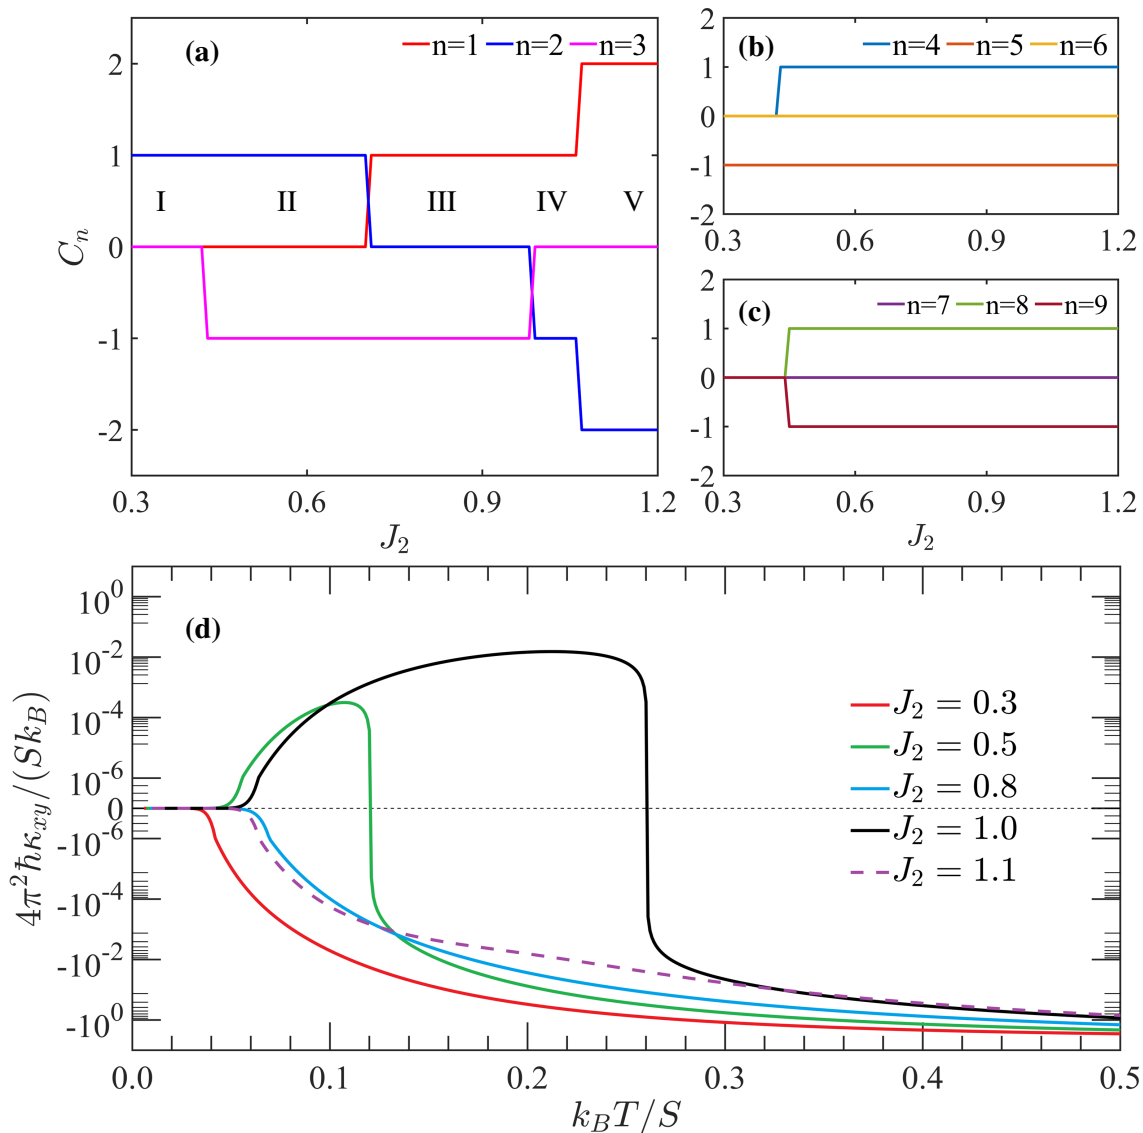 (a)
n=1 n=2 n=3
2
1
0
-1
-2
C_n
I II III IV V
0.3 0.6 0.9 1.2
J_2
(b)
n=4 n=5 n=6
2
1
0
-1
-2
0.3 0.6 0.9 1.2
(c)
n=7 n=8 n=9
2
1
0
-1
-2
0.3 0.6 0.9 1.2
J_2
(d)
10^0
10^-2
10^-4
10^-6
0
-10^-6
-10^-4
-10^-2
-10^0
4π^2ħκ_xy/(Sk_B)
J_2 = 0.3
J_2 = 0.5
J_2 = 0.8
J_2 = 1.0
J_2 = 1.1
0.0 0.1 0.2 0.3 0.4 0.5
k_BT/S